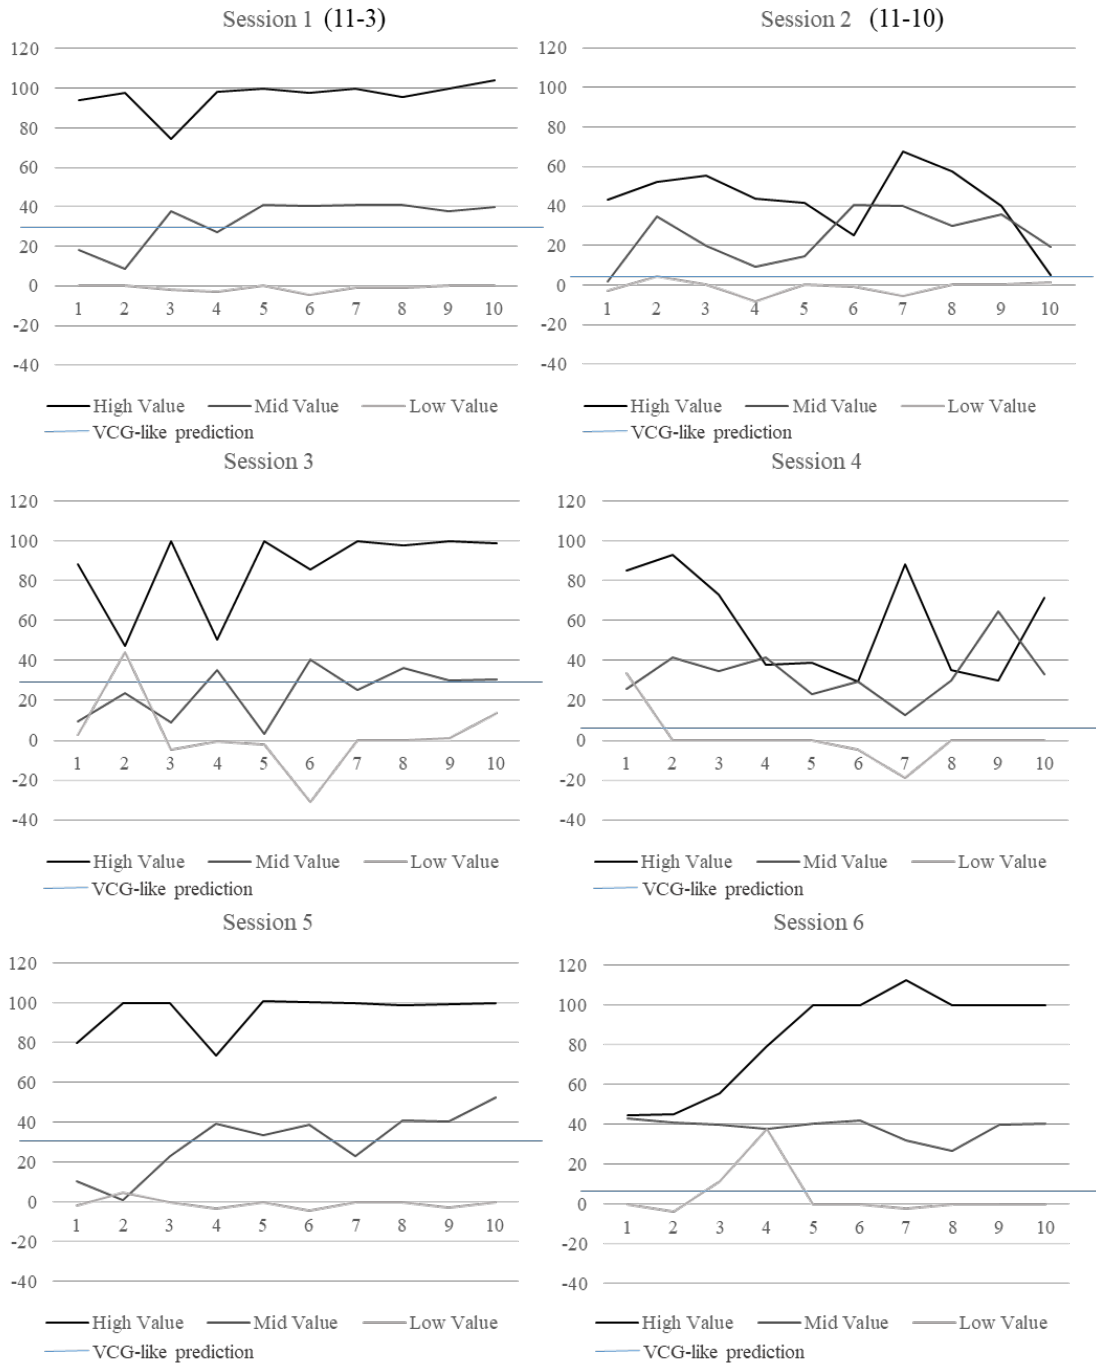 Session 1 (11-3)
120
100
80
60
40
20
0
-20
-40
1 2 3 4 5 6 7 8 9 10
High Value Mid Value Low Value
VCG-like prediction
Session 2 (11-10)
120
100
80
60
40
20
0
-20
-40
1 2 3 4 5 6 7 8 9 10
High Value Mid Value Low Value
VCG-like prediction
Session 3
120
100
80
60
40
20
0
-20
-40
1 2 3 4 5 6 7 8 9 10
High Value Mid Value Low Value
VCG-like prediction
Session 4
120
100
80
60
40
20
0
-20
-40
1 2 3 4 5 6 7 8 9 10
High Value Mid Value Low Value
VCG-like prediction
Session 5
120
100
80
60
40
20
0
-20
-40
1 2 3 4 5 6 7 8 9 10
High Value Mid Value Low Value
VCG-like prediction
Session 6
120
100
80
60
40
20
0
-20
-40
1 2 3 4 5 6 7 8 9 10
High Value Mid Value Low Value
VCG-like prediction